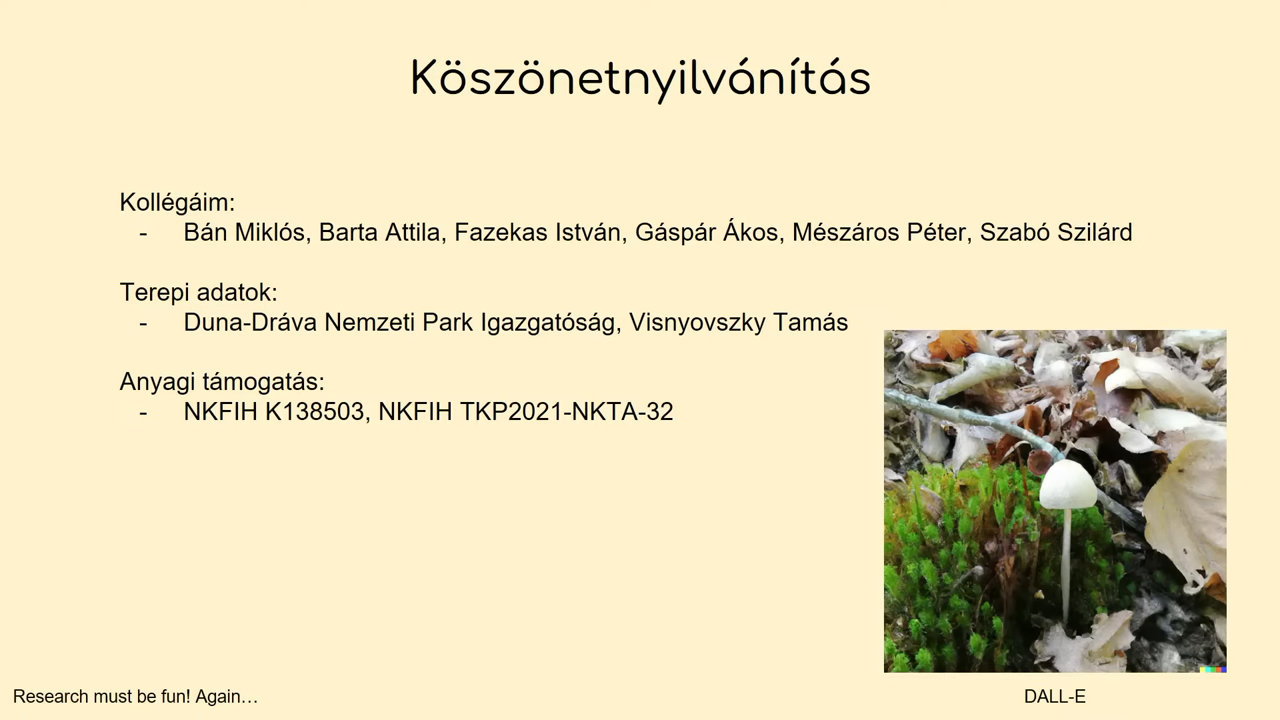 Köszönetnyilvánítás
Kollégáim:
- Bán Miklós, Barta Attila, Fazekas István, Gáspár Ákos, Mészáros Péter, Szabó Szilárd
Terepi adatok:
- Duna-Dráva Nemzeti Park Igazgatóság, Visnyovszky Tamás
Anyagi támogatás:
- NKFIH K138503, NKFIH TKP2021-NKTA-32
Research must be fun! Again…
DALL-E